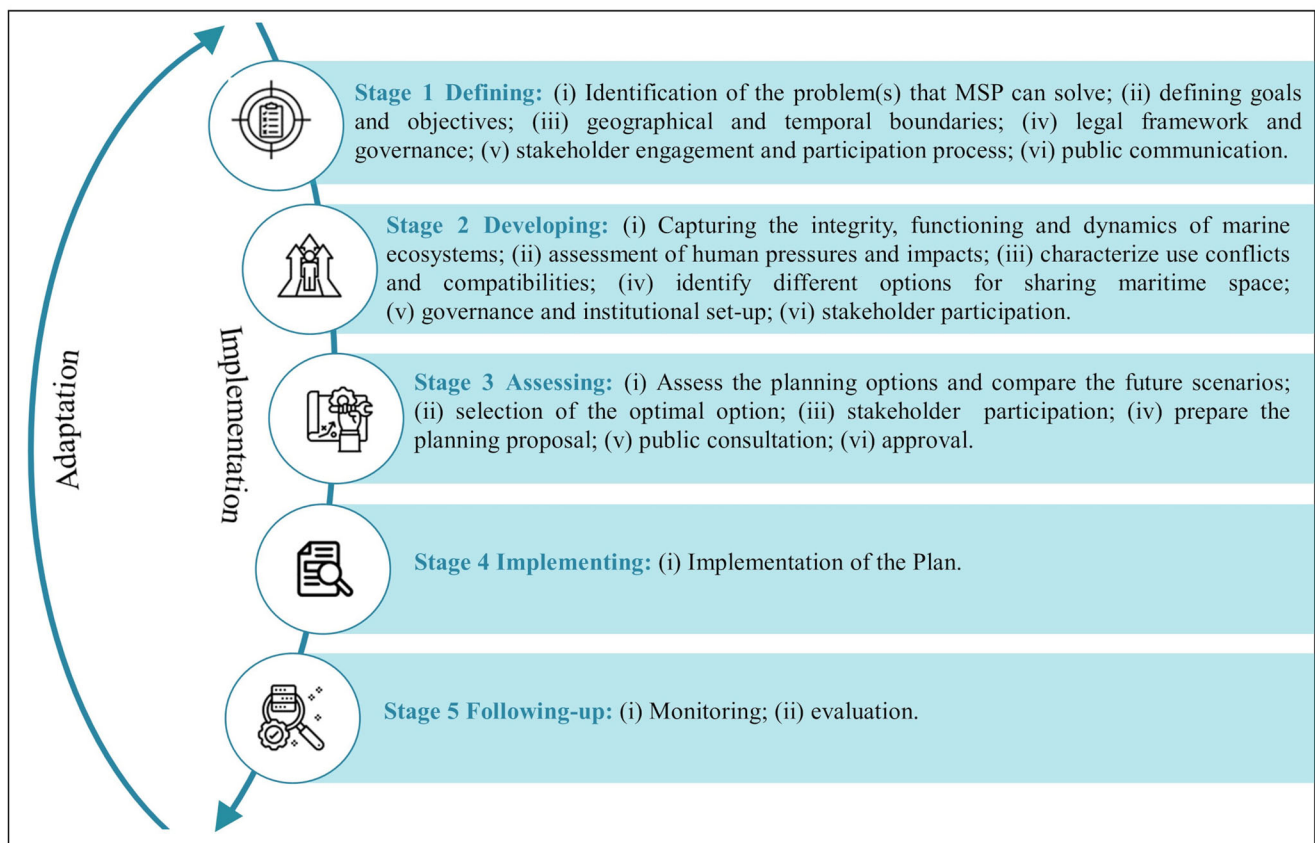 Adaptation
Implementation
Stage 1 Defining: (i) Identification of the problem(s) that MSP can solve; (ii) defining goals
and objectives; (iii) geographical and temporal boundaries; (iv) legal framework and
governance; (v) stakeholder engagement and participation process; (vi) public communication.
Stage 2 Developing: (i) Capturing the integrity, functioning and dynamics of marine
ecosystems; (ii) assessment of human pressures and impacts; (iii) characterize use conflicts
and compatibilities; (iv) identify different options for sharing maritime space;
(v) governance and institutional set-up; (vi) stakeholder participation.
Stage 3 Assessing: (i) Assess the planning options and compare the future scenarios;
(ii) selection of the optimal option; (iii) stakeholder participation; (iv) prepare the
planning proposal; (v) public consultation; (vi) approval.
Stage 4 Implementing: (i) Implementation of the Plan.
Stage 5 Following-up: (i) Monitoring; (ii) evaluation.